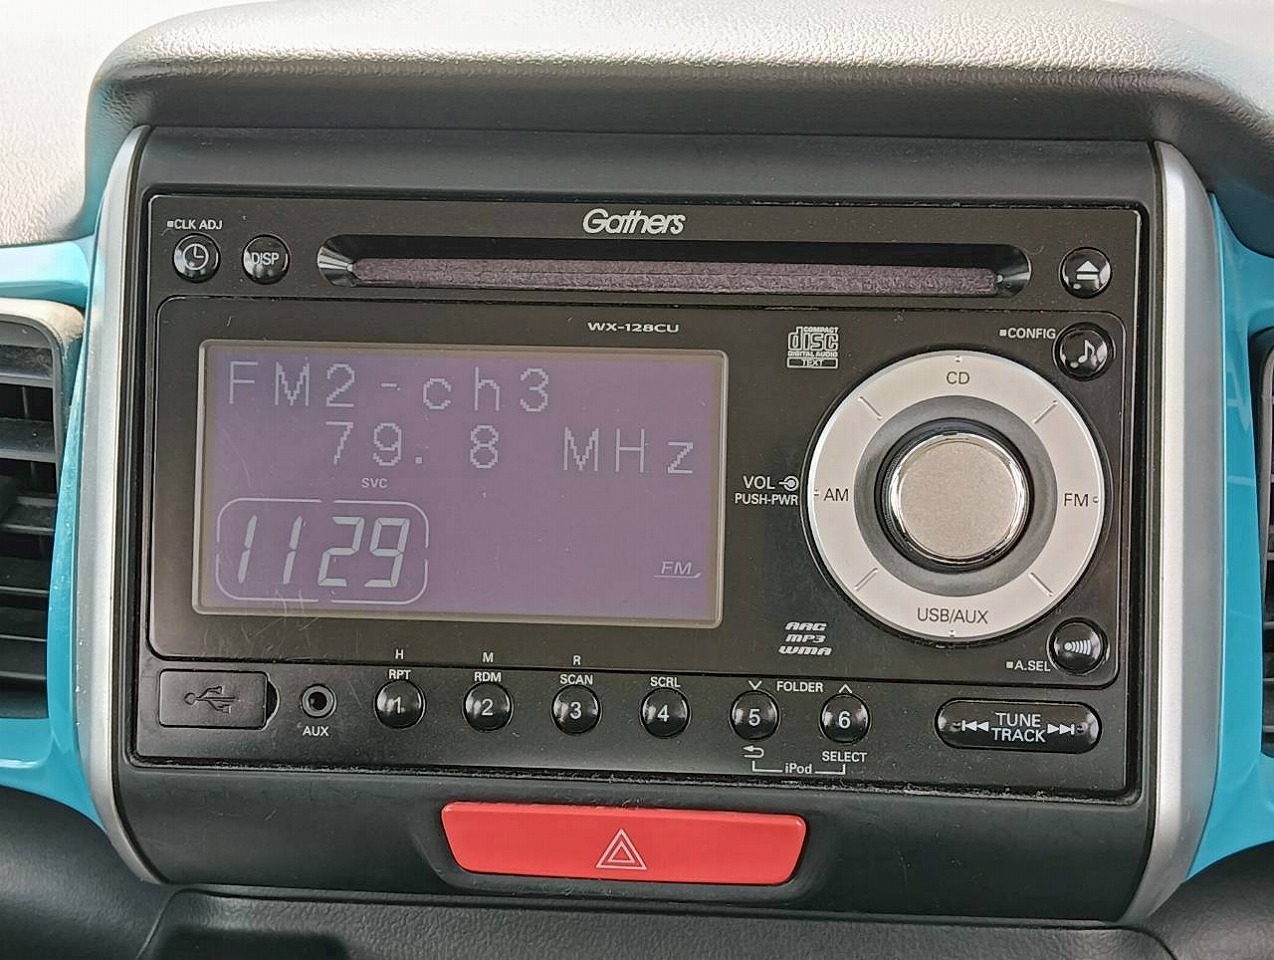 Gathers
■CLK ADJ
DISP
WX-128CU
COMPACT
disc
DIGITAL AUDIO
TEXT
■CONFIG
FM2-ch3
79.8 MHz
SVC
11 29
FM
CD
AM
FM
USB/AUX
VOL
PUSH-PWR
AAC
MP3
WMA
■A.SEL
H
M
R
RPT
RDM
SCAN
SCRL
FOLDER
1
2
3
4
5
6
AUX
TUNE
TRACK
SELECT
iPod